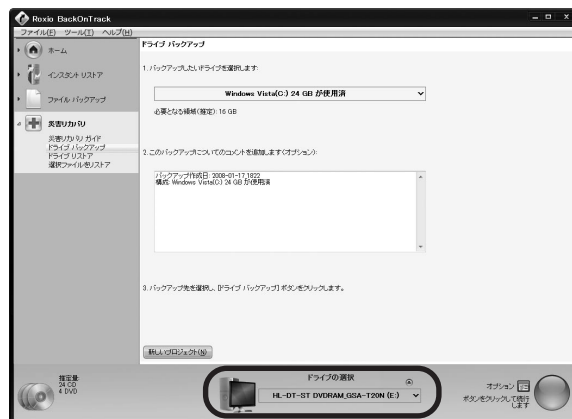 Roxio BackOnTrack
ファイル(F) ツール(T) ヘルプ(H)
ホーム
インスタント リストア
ファイル バックアップ
災害リカバリ
災害リカバリ ガイド
ドライブ バックアップ
ドライブ リストア
選択ファイルをリストア
ドライブ バックアップ
1. バックアップしたいドライブを選択します:
Windows Vista(C:) 24 GB が使用済
必要となる領域(推定): 16 GB
2. このバックアップについてのコメントを追加します(オプション):
バックアップ作成日: 2008-01-17_1822
構成: Windows Vista(C:) 24 GB が使用済
3. バックアップ先を選択し、[ドライブ バックアップ] ボタンをクリックします。
新しいプロジェクト(N)
推定量:
24 CD
4 DVD
ドライブの選択
HL-DT-ST DVDRAM_GSA-T20N (E:)
オプション
ボタンをクリックして続行
します